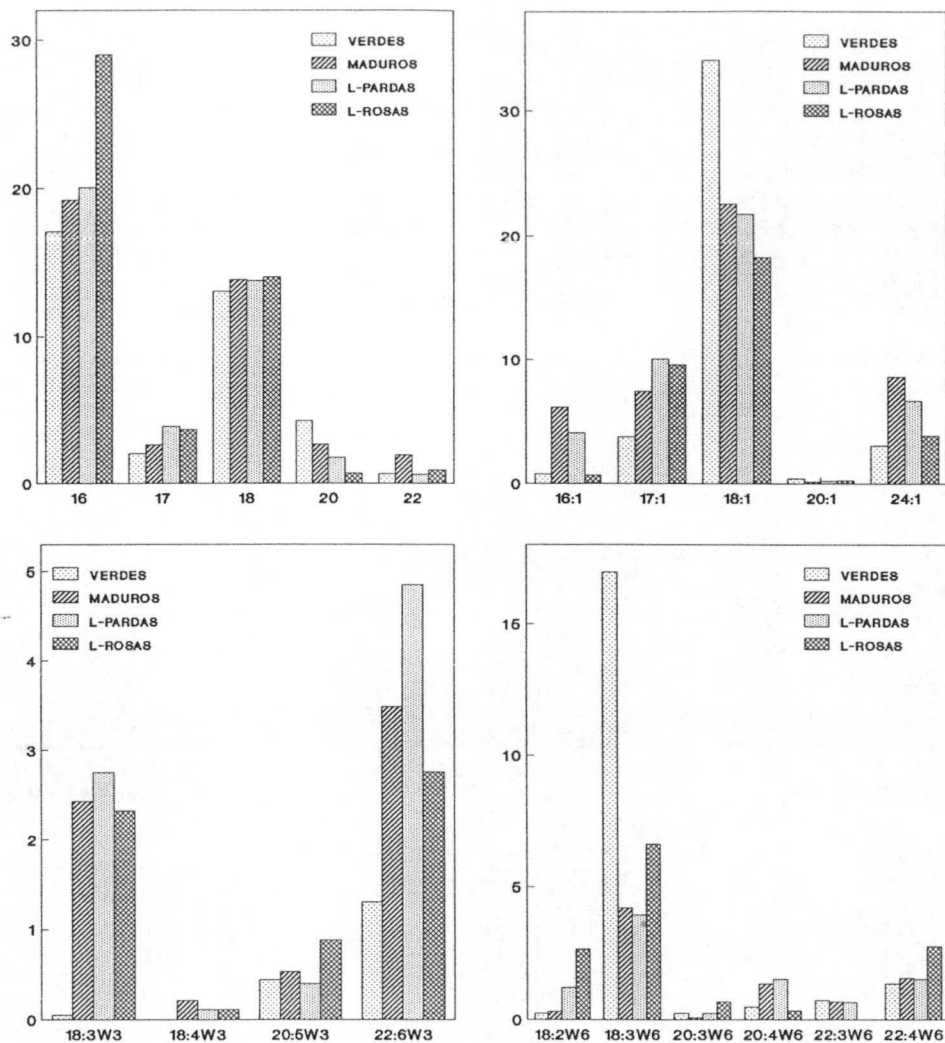 30
20
10
0
VERDES
MADUROS
L-PARDAS
L-ROSAS
16 17 18 20 22
30
20
10
0
VERDES
MADUROS
L-PARDAS
L-ROSAS
16:1 17:1 18:1 20:1 24:1
5
4
3
2
1
0
VERDES
MADUROS
L-PARDAS
L-ROSAS
18:3W3 18:4W3 20:5W3 22:6W3
15
10
5
0
VERDES
MADUROS
L-PARDAS
L-ROSAS
18:2W6 18:3W6 20:3W6 20:4W6 22:3W6 22:4W6